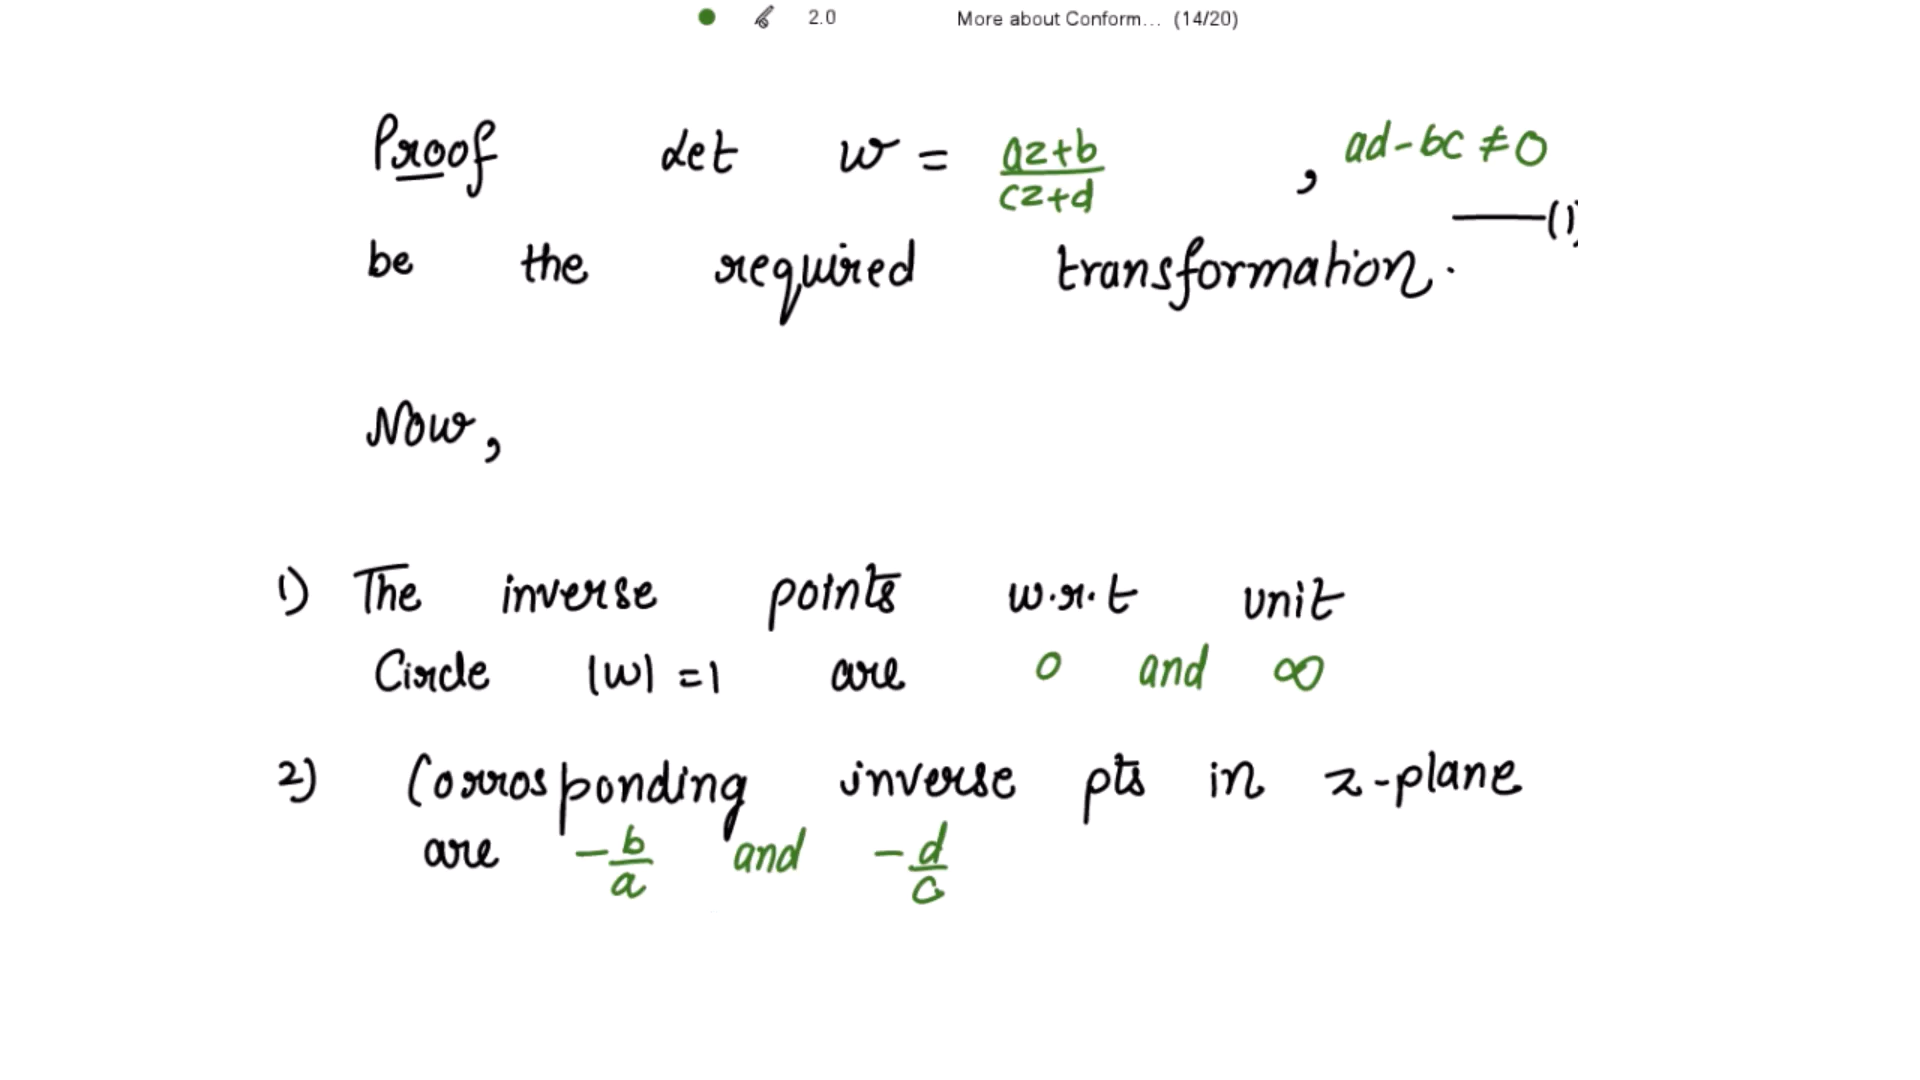 2.0 More about Conform... (14/20)
Proof Let w = az+b/cz+d , ad-bc ≠ 0
——(1)
be the required transformation.
Now,
1) The inverse points w.r.t unit
Circle |w| = 1 are 0 and ∞
2) Corrosponding inverse pts in z-plane
are -b/a and -d/c